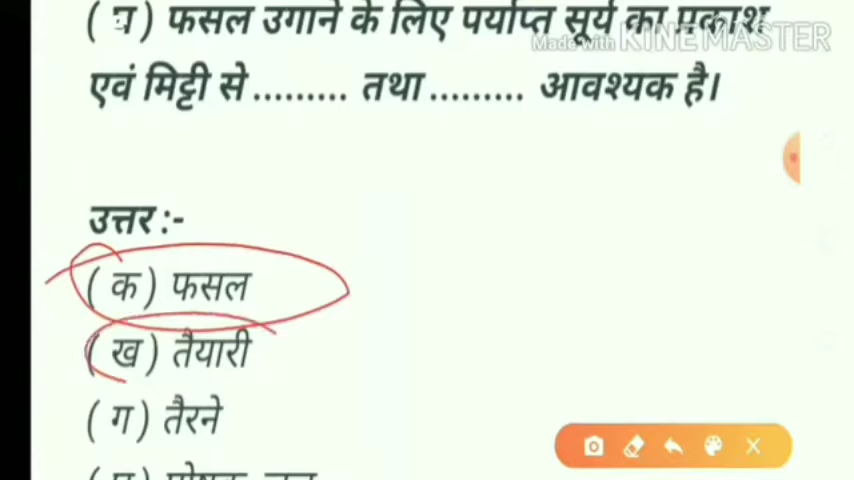 (घ) फसल उगाने के लिए पर्याप्त सूर्य का प्रकाश
Made with KINEMASTER
एवं मिट्टी से ......... तथा ......... आवश्यक है।
उत्तर :-
(क) फसल
(ख) तैयारी
(ग) तैरने